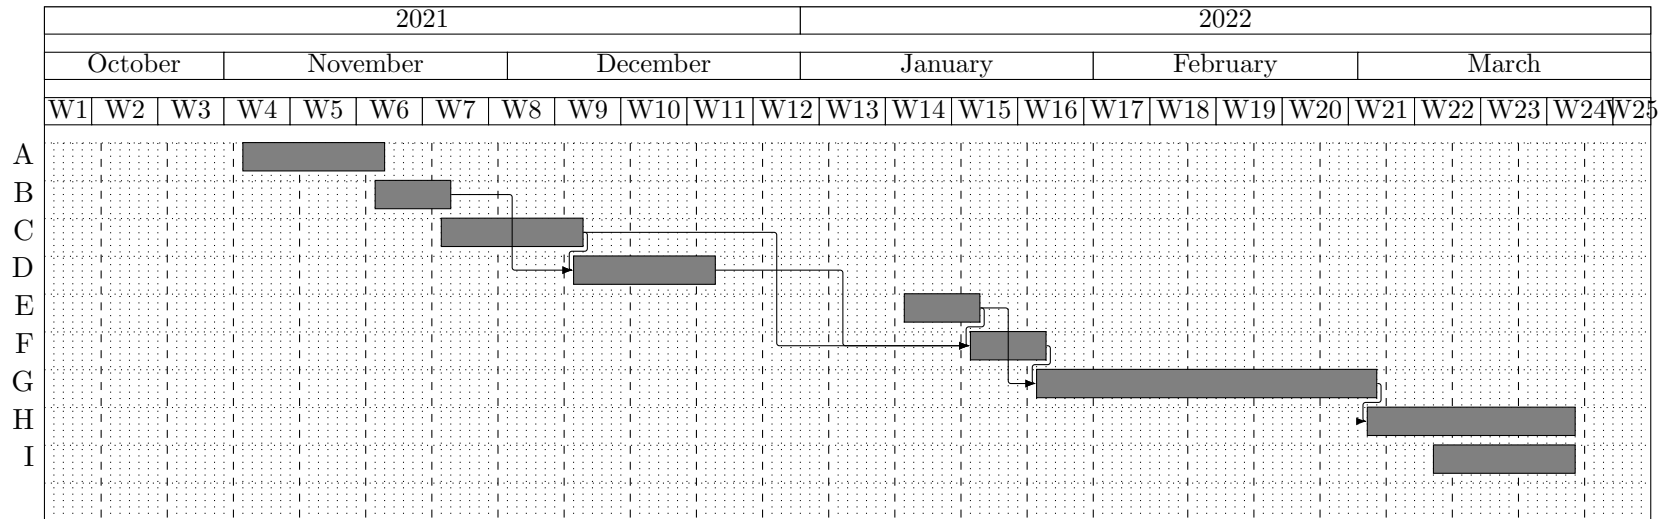 2021 2022
October November December January February March
W1 W2 W3 W4 W5 W6 W7 W8 W9 W10 W11 W12 W13 W14 W15 W16 W17 W18 W19 W20 W21 W22 W23 W24 W25
A
B
C
D
E
F
G
H
I